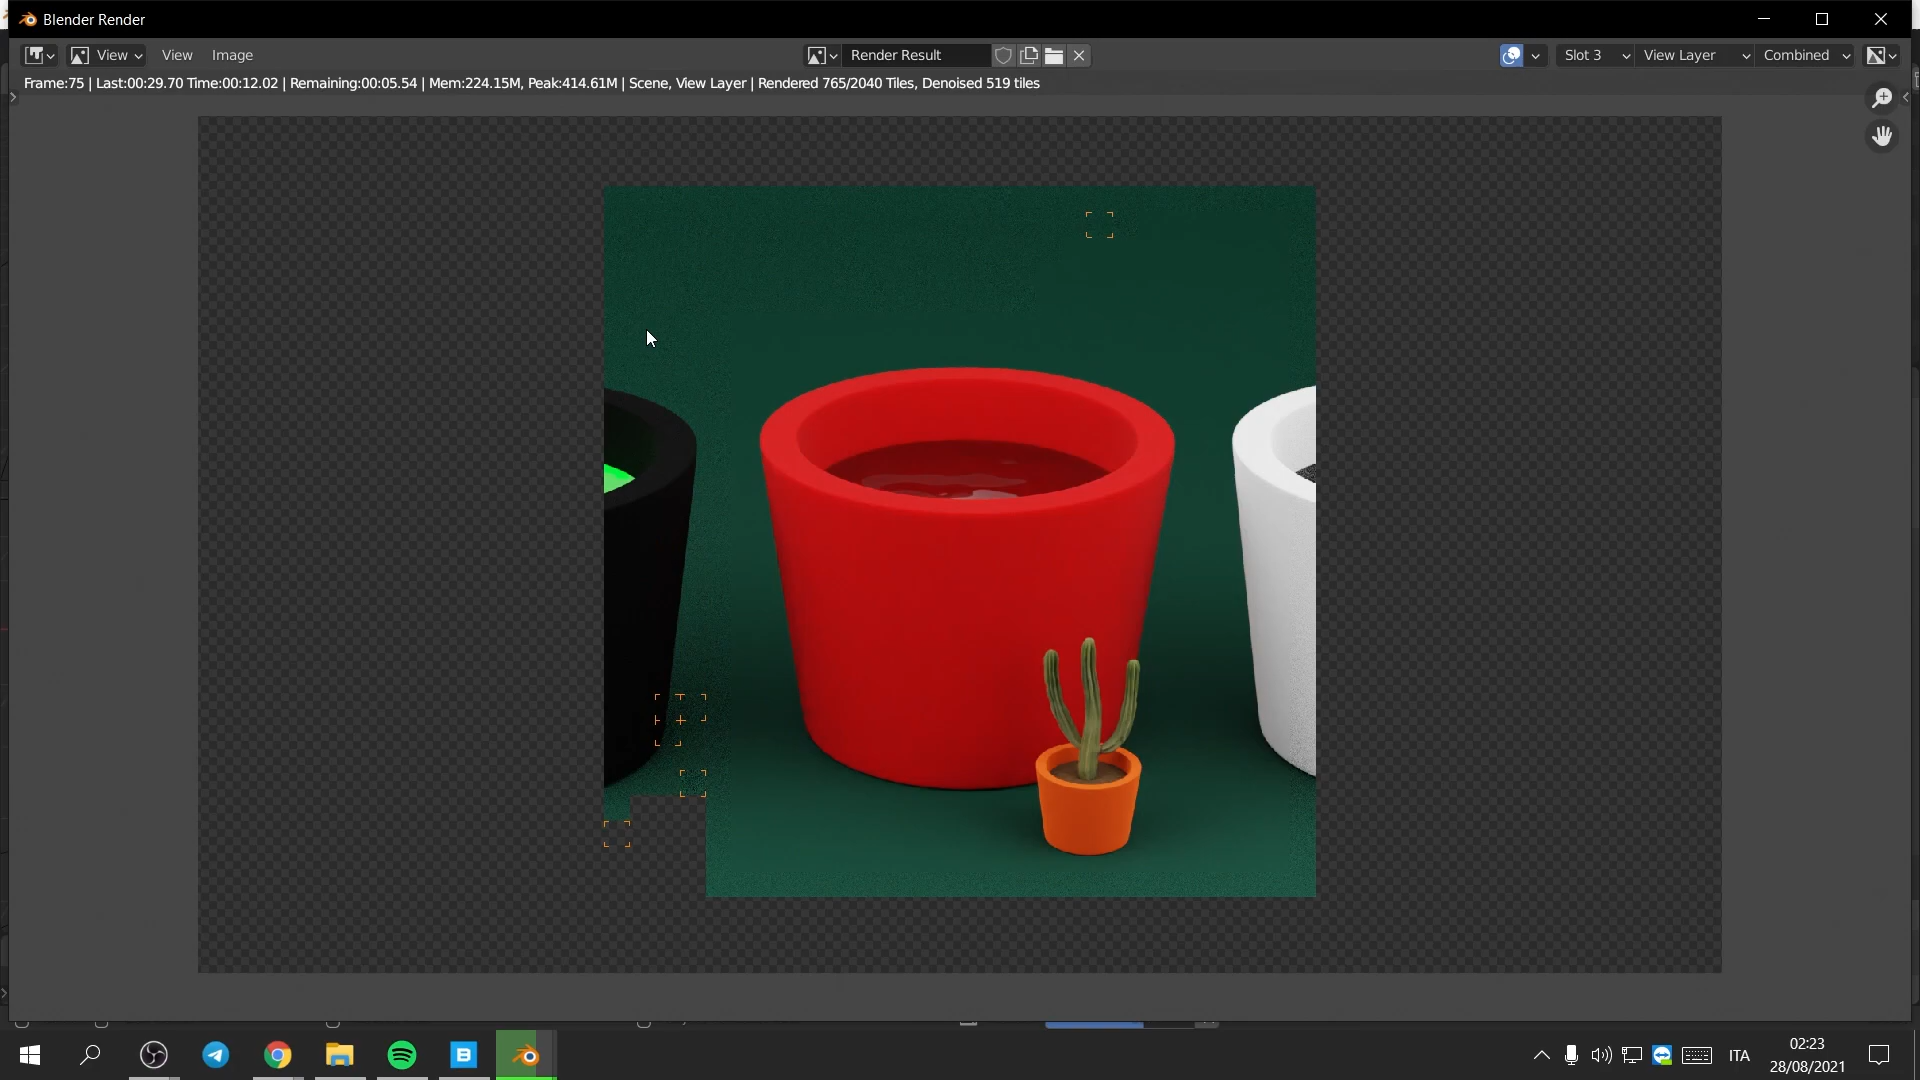 Blender Render
View View Image Render Result Slot 3 View Layer Combined
Frame:75 | Last:00:29.70 Time:00:12.02 | Remaining:00:05.54 | Mem:224.15M, Peak:414.61M | Scene, View Layer | Rendered 765/2040 Tiles, Denoised 519 tiles
ITA
02:23
28/08/2021